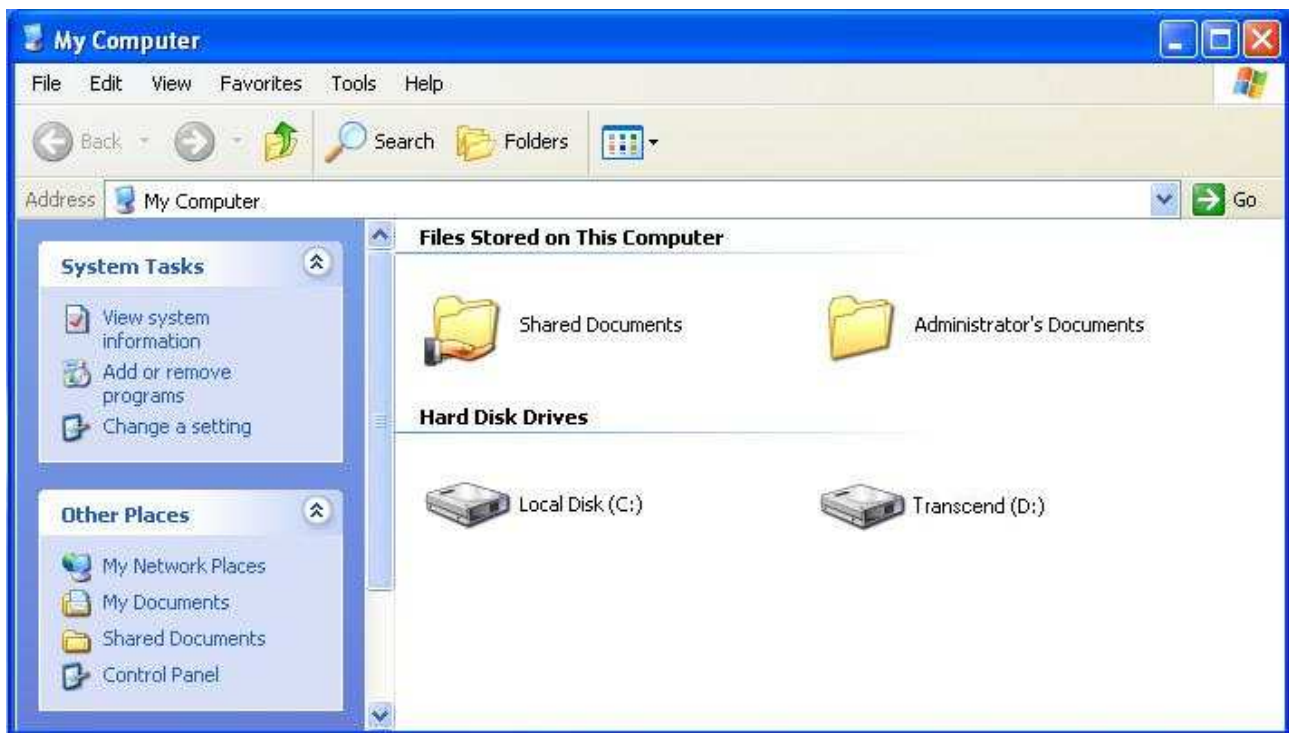 My Computer
File Edit View Favorites Tools Help
Back Search Folders
Address My Computer Go
System Tasks
View system
information
Add or remove
programs
Change a setting
Other Places
My Network Places
My Documents
Shared Documents
Control Panel
Files Stored on This Computer
Shared Documents Administrator's Documents
Hard Disk Drives
Local Disk (C:) Transcend (D:)